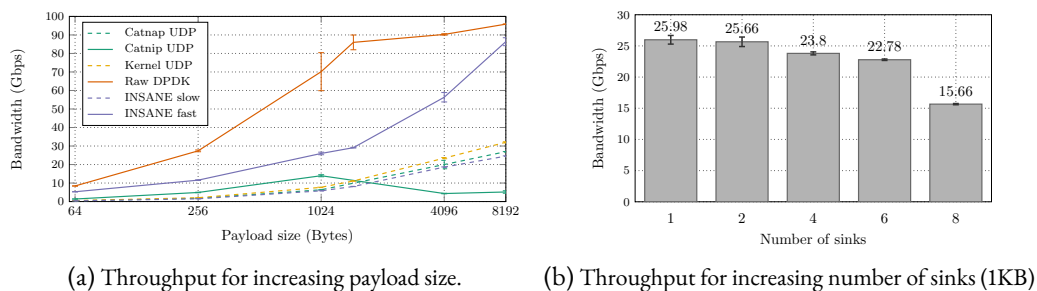 100
90
80
70
60
50
40
30
20
10
0
Bandwidth (Gbps)
Catnap UDP
Catnip UDP
Kernel UDP
Raw DPDK
INSANE slow
INSANE fast
64 256 1024 4096 8192
Payload size (Bytes)
(a) Throughput for increasing payload size.
30
25
20
15
10
5
0
Bandwidth (Gbps)
25.98 25.66 23.8 22.78 15.66
1 2 4 6 8
Number of sinks
(b) Throughput for increasing number of sinks (1KB)